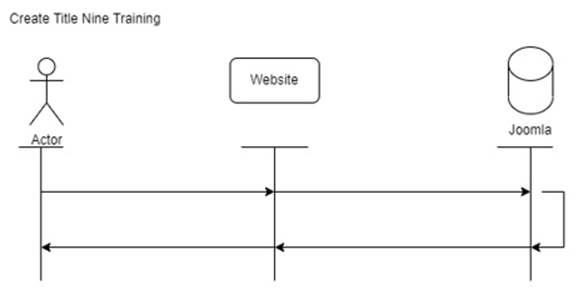 Create Title Nine Training
Website
Actor
Joomla